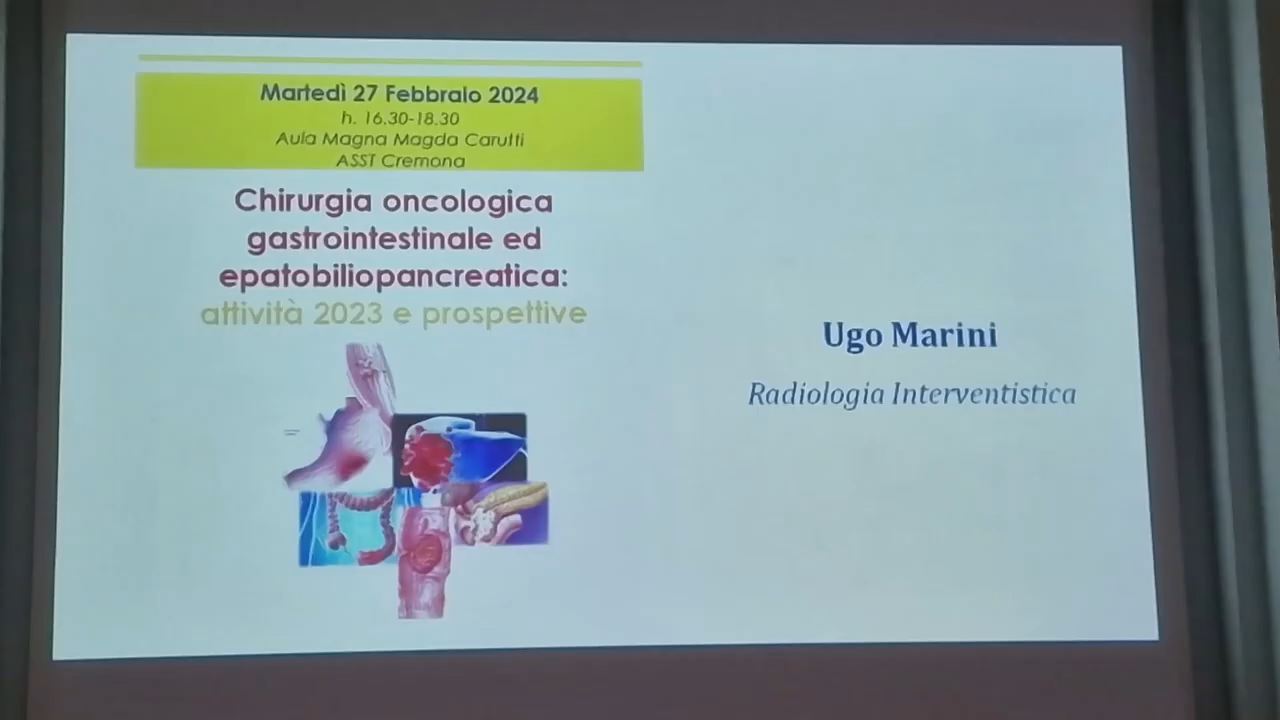 Martedì 27 Febbraio 2024
h. 16.30-18.30
Aula Magna Magda Carutti
ASST Cremona
Chirurgia oncologica
gastrointestinale ed
epatobiliopancreatica:
attività 2023 e prospettive
Ugo Marini
Radiologia Interventistica